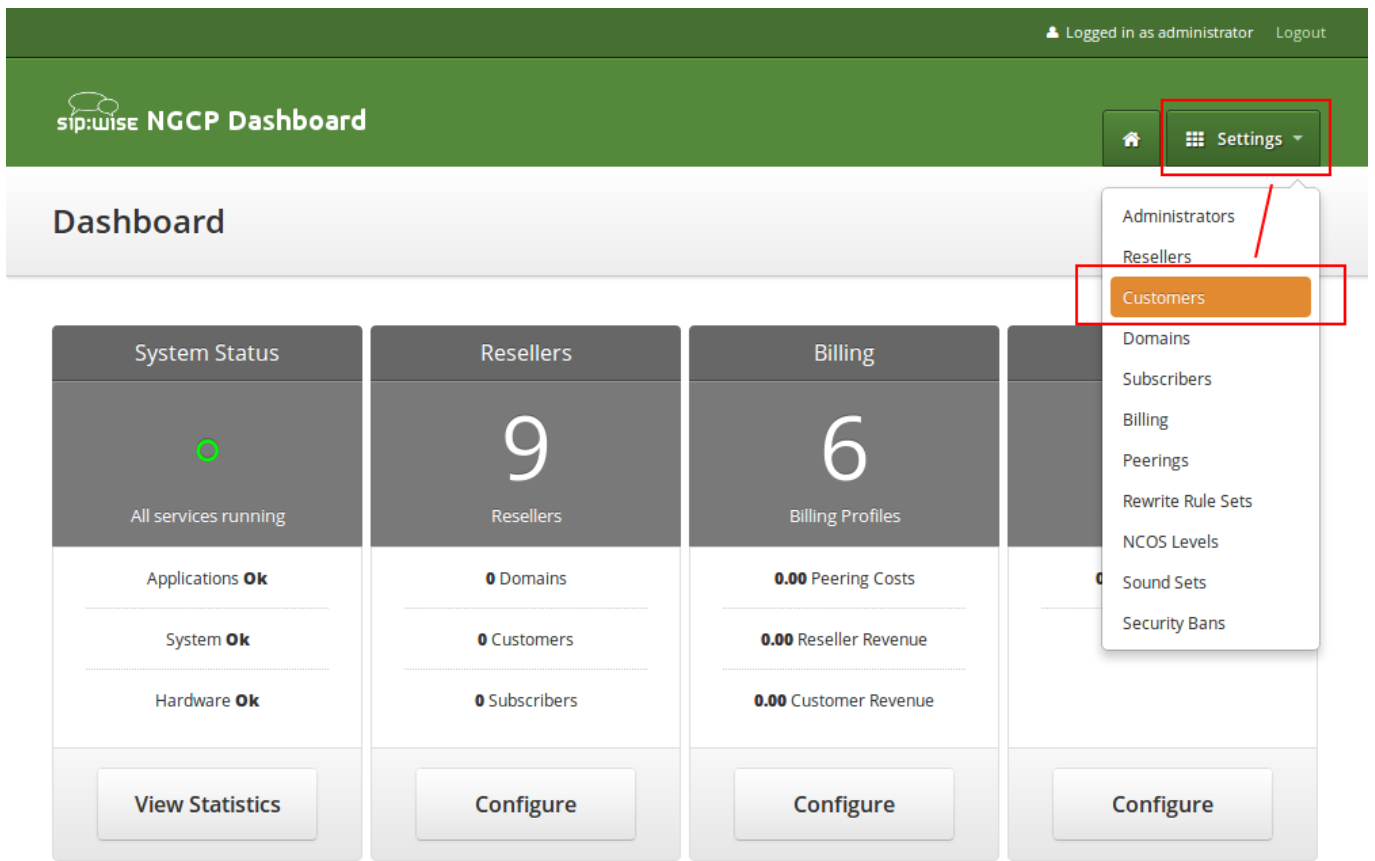 Logged in as administrator Logout
sip:wise NGCP Dashboard
Settings
Dashboard
Administrators
Resellers
Customers
Domains
Subscribers
Billing
Peerings
Rewrite Rule Sets
NCOS Levels
Sound Sets
Security Bans
System Status
All services running
Applications Ok
System Ok
Hardware Ok
View Statistics
Resellers
9
Resellers
0 Domains
0 Customers
0 Subscribers
Configure
Billing
6
Billing Profiles
0.00 Peering Costs
0.00 Reseller Revenue
0.00 Customer Revenue
Configure
Configure